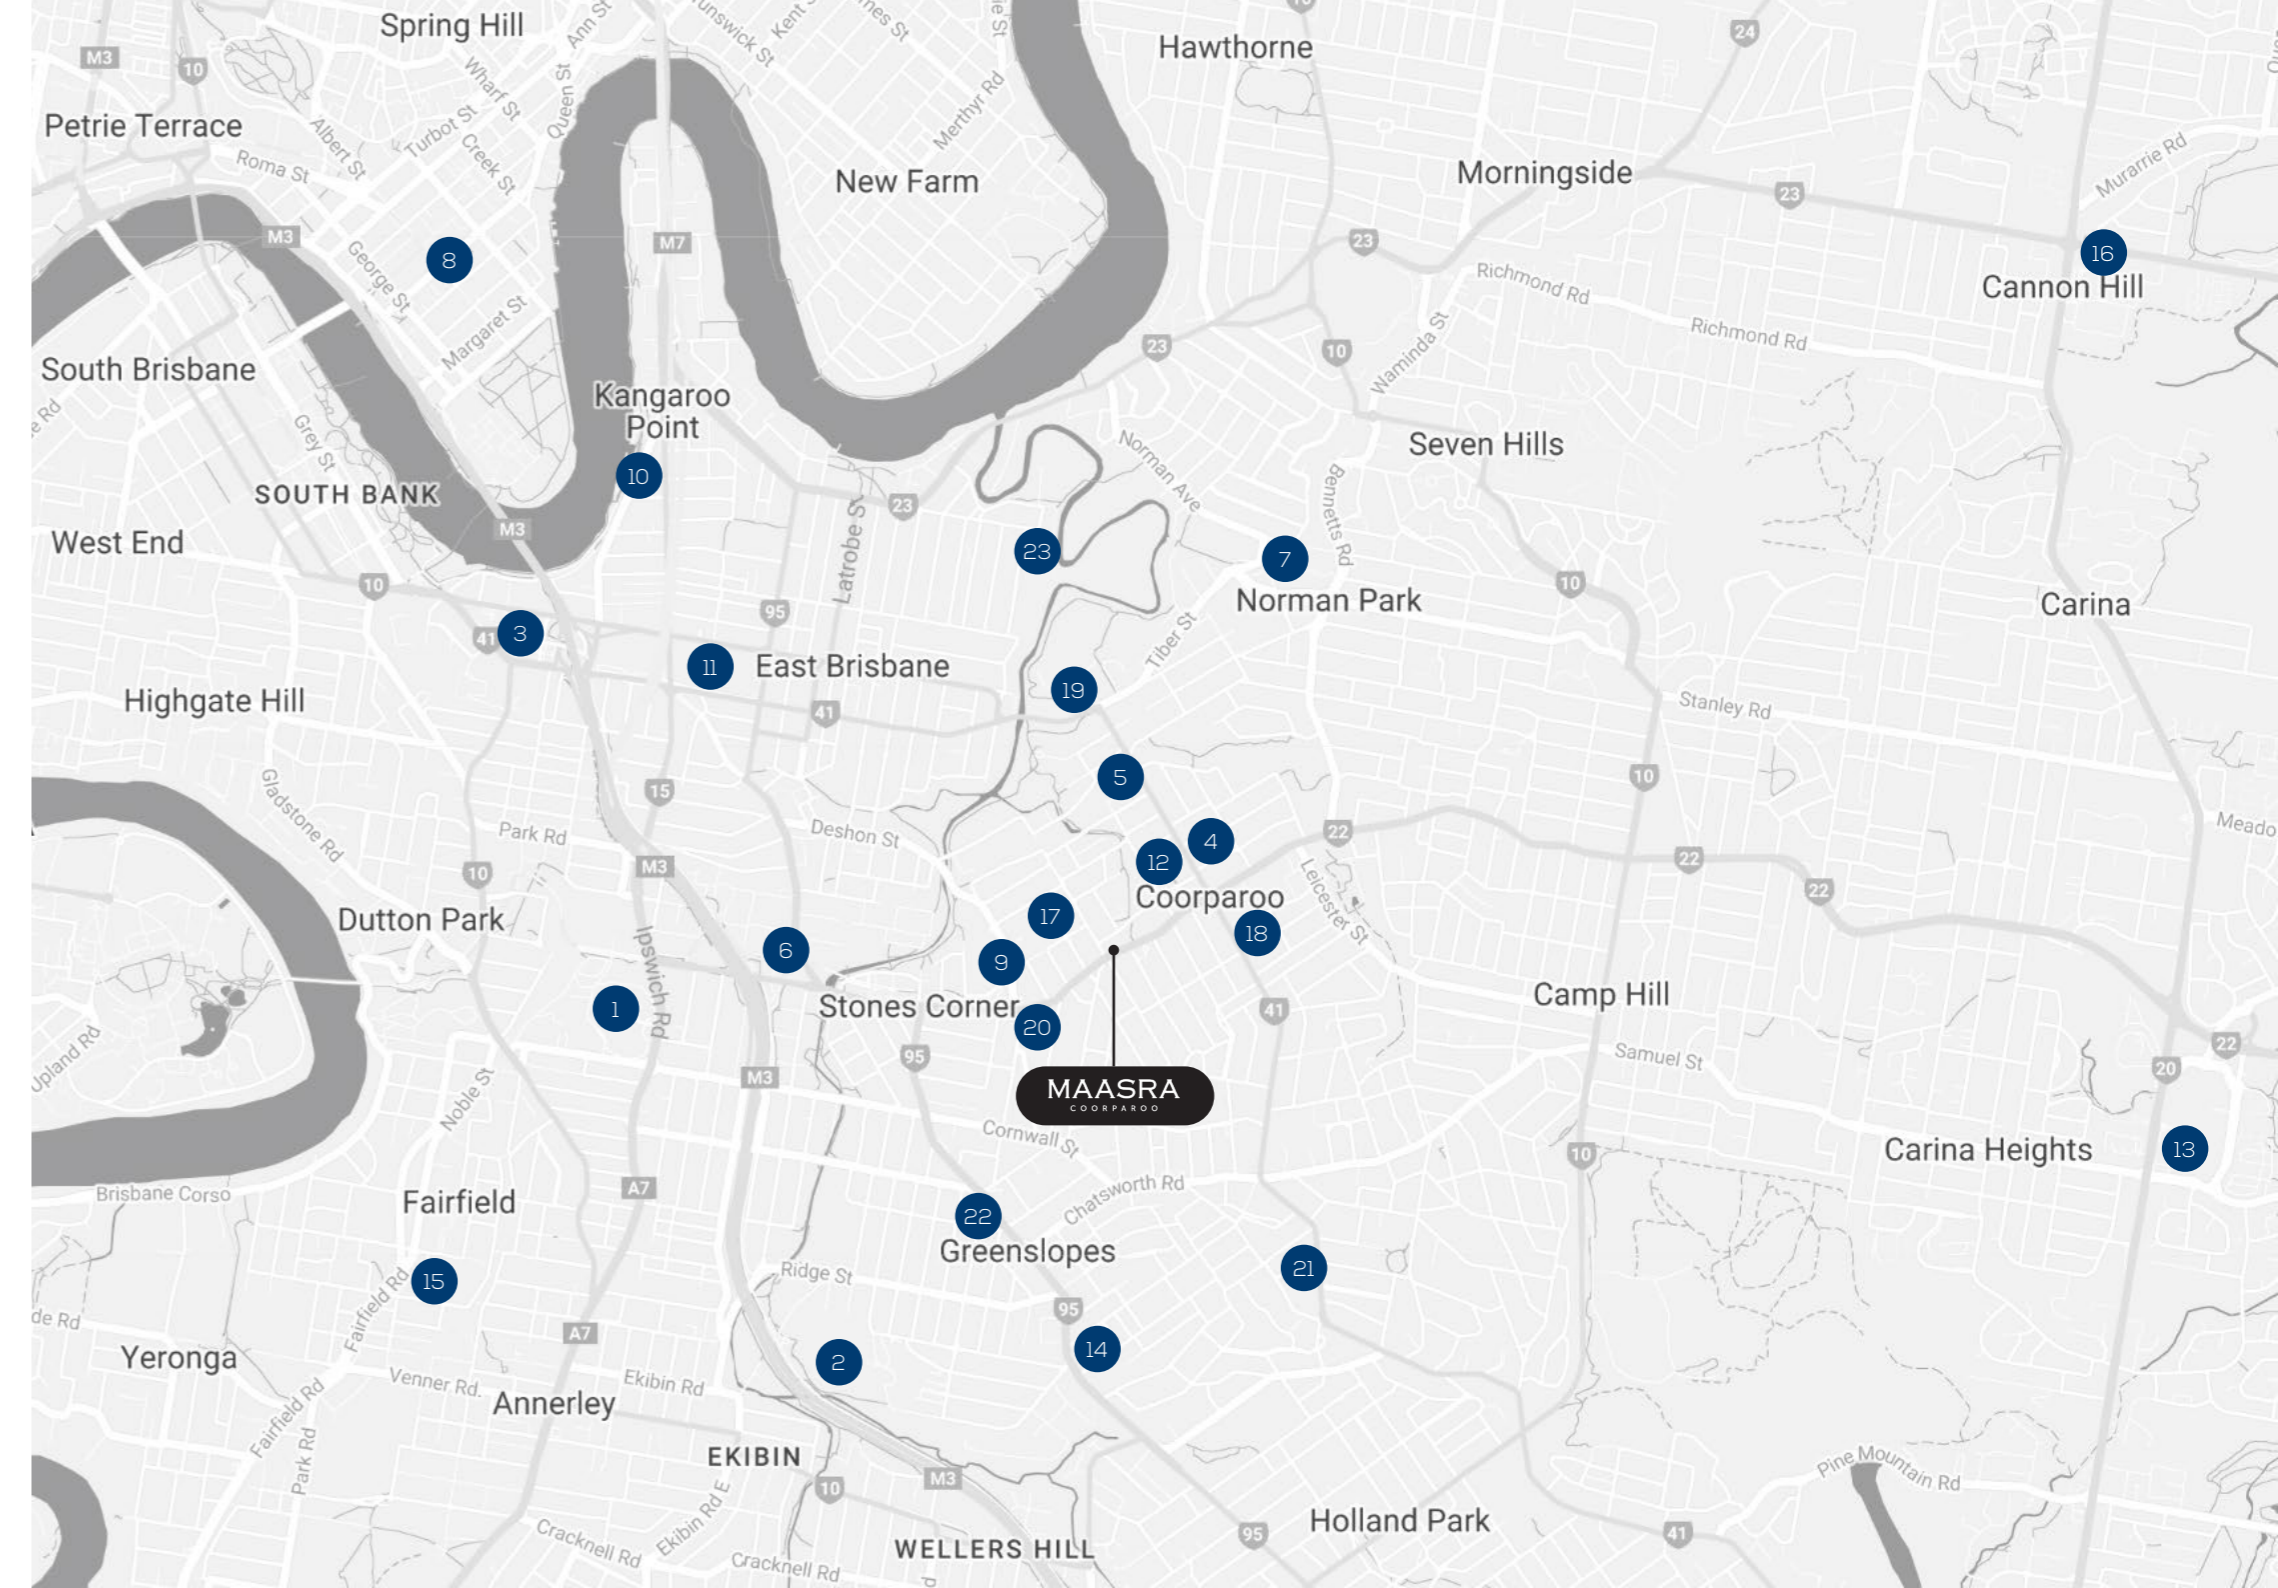 Spring Hill
Ann St
Brunswick St
Kent St
Hawthorne
24
M3
10
Wharf St
Queen St
Merthyr Rd
Petrie Terrace
Albert St
Turbot St
Creek St
Roma St
New Farm
Morningside
23
Murarrie Rd
M3
George St
8
M7
23
16
Cannon Hill
Richmond Rd
Margaret St
Waminda St
Richmond Rd
23
10
South Brisbane
Kangaroo
Point
Grey St
Norman Ave
Seven Hills
10
SOUTH BANK
Bennetts Rd
23
Latrobe St
M3
West End
23
7
10
10
Norman Park
Carina
95
3
41
Tiber St
11
East Brisbane
19
Highgate Hill
41
Stanley Rd
5
10
Gladstone Rd
15
Park Rd
Deshon St
22
Meado
4
12
22
M3
10
Coorparoo
Leicester St
22
Dutton Park
17
18
Ipswich Rd
6
9
Camp Hill
1
Stones Corner
41
20
Upland Rd
95
22
Samuel St
20
M3
MAASRA
COORPAROO
Noble St
Cornwall St
Carina Heights
13
10
Brisbane Corso
A7
Chatsworth Rd
Fairfield
22
Greenslopes
21
Ridge St
15
Fairfield Rd
95
de Rd
A7
14
Yeronga
2
Venner Rd.
Ekibin Rd
Annerley
Fairfield Rd
Park Rd
EKIBIN
Pine Mountain Rd
M3
10
Ekibin Rd E
Holland Park
95
41
Cracknell Rd
WELLERS HILL
Cracknell Rd